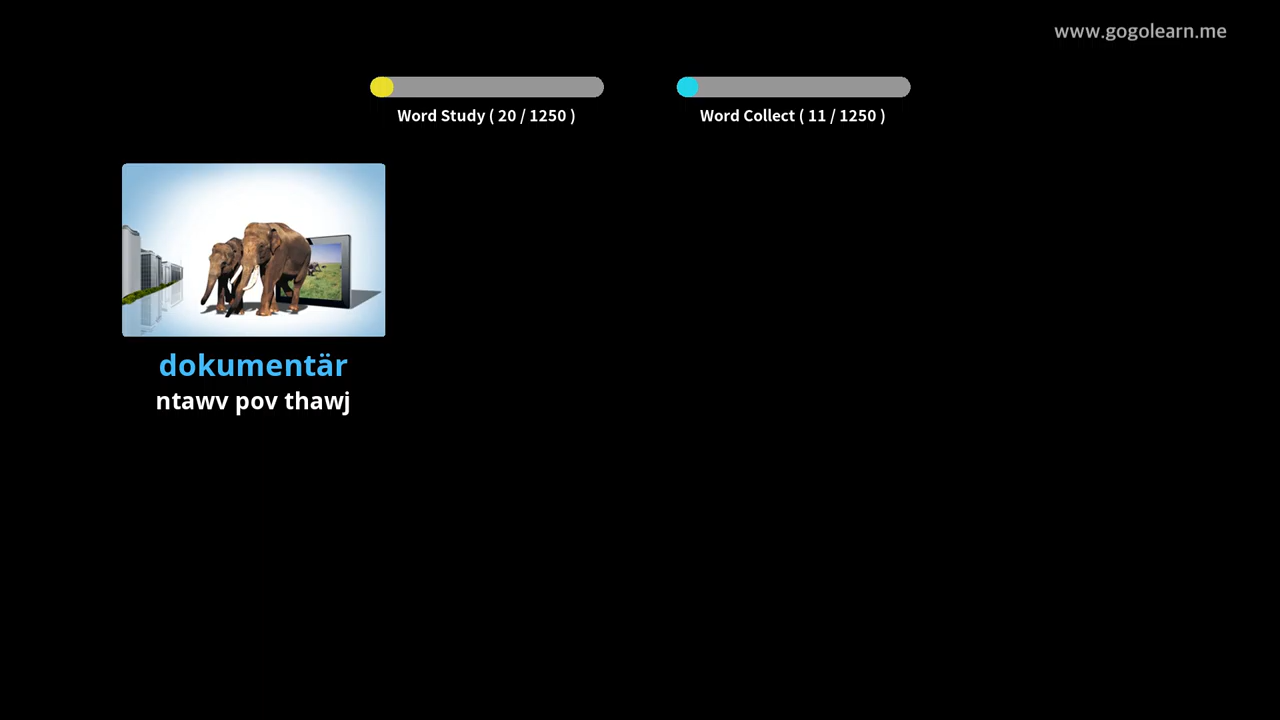 www.gogolearn.me
Word Study ( 20 / 1250 )
Word Collect ( 11 / 1250 )
dokumentär
ntawv pov thawj